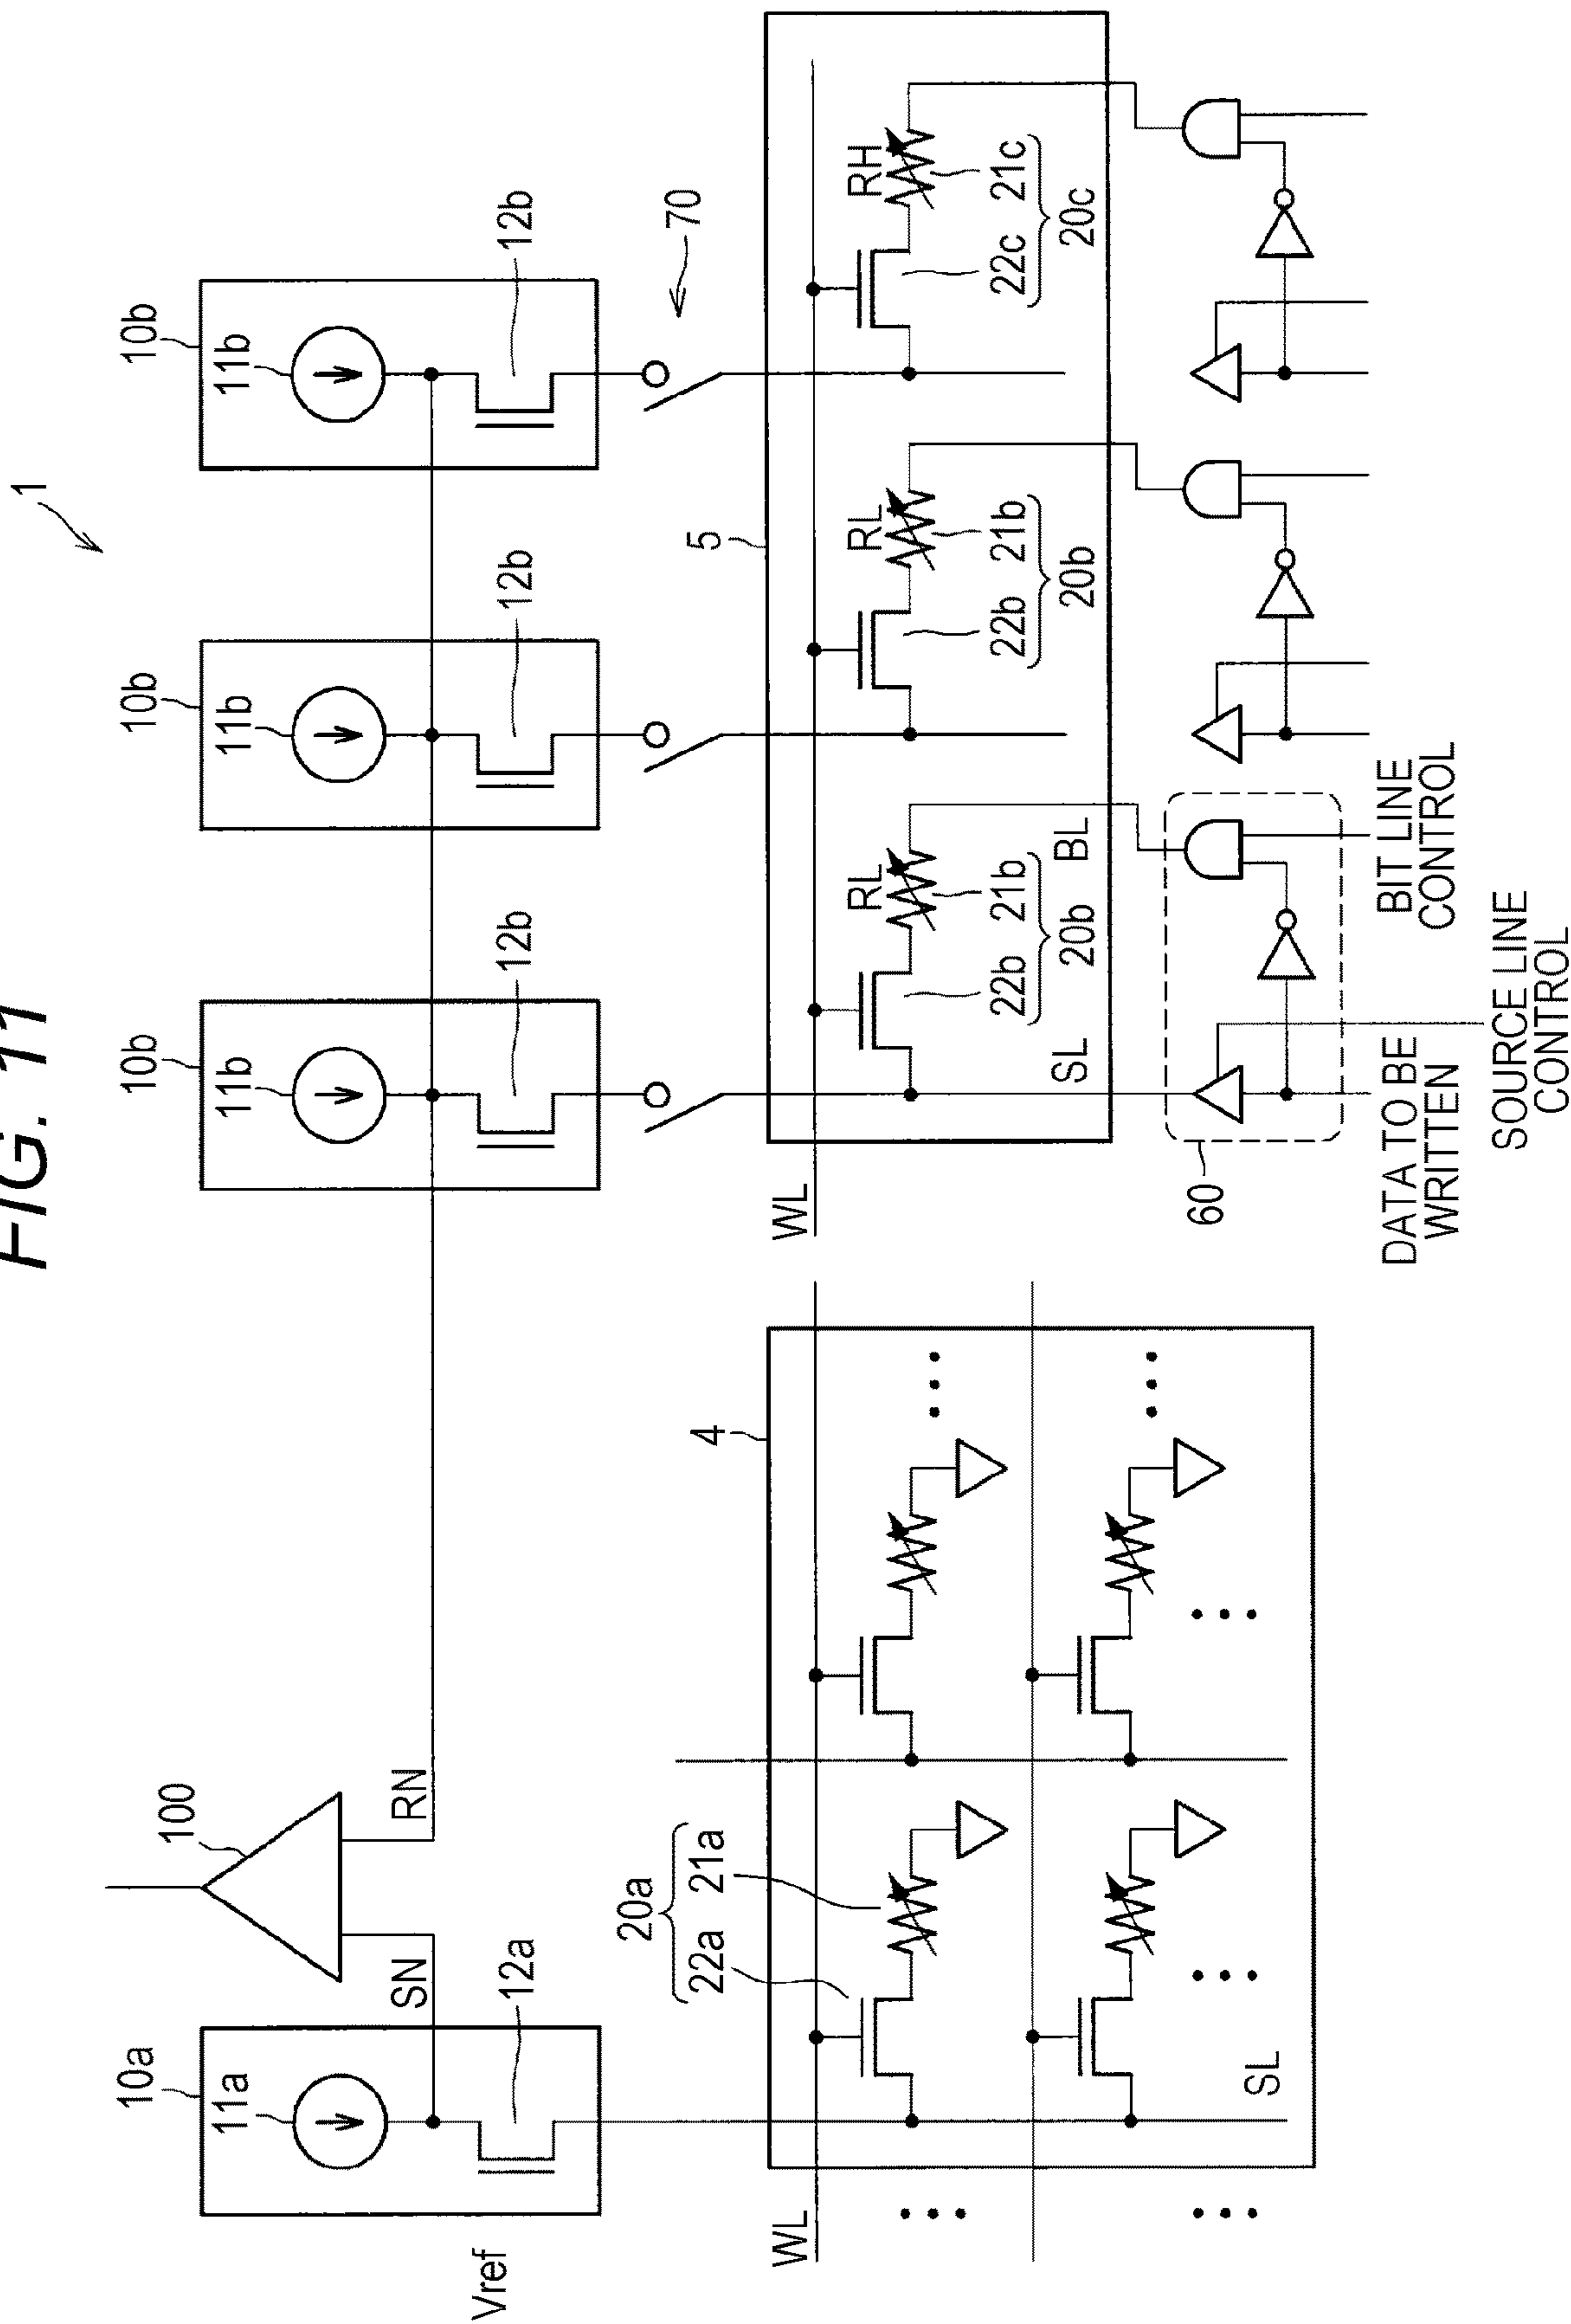 FIG. 11
1
10b
11b
12b
10b
11b
12b
10b
11b
12b
70
100
SN
RN
10a
11a
12a
Vref
20a
22a 21a
4
5
WL
WL
RL
RL
RH
22b 21b
20b
22b 21b
20b
22c 21c
20c
SL
BL
SL
60
DATA TO BE
WRITTEN
BIT LINE
CONTROL
SOURCE LINE
CONTROL